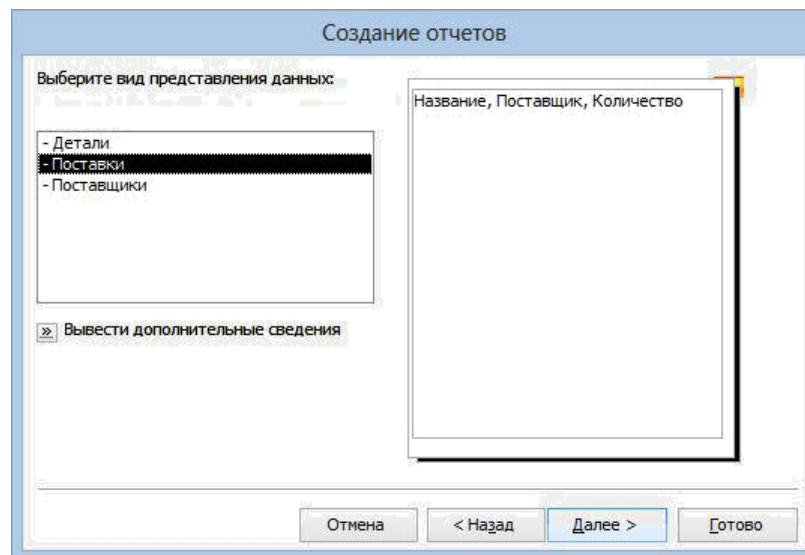 Создание отчетов
Выберите вид представления данных:
- Детали
- Поставки
- Поставщики
» Вывести дополнительные сведения
Название, Поставщик, Количество
Отмена
< Назад
Далее >
Готово